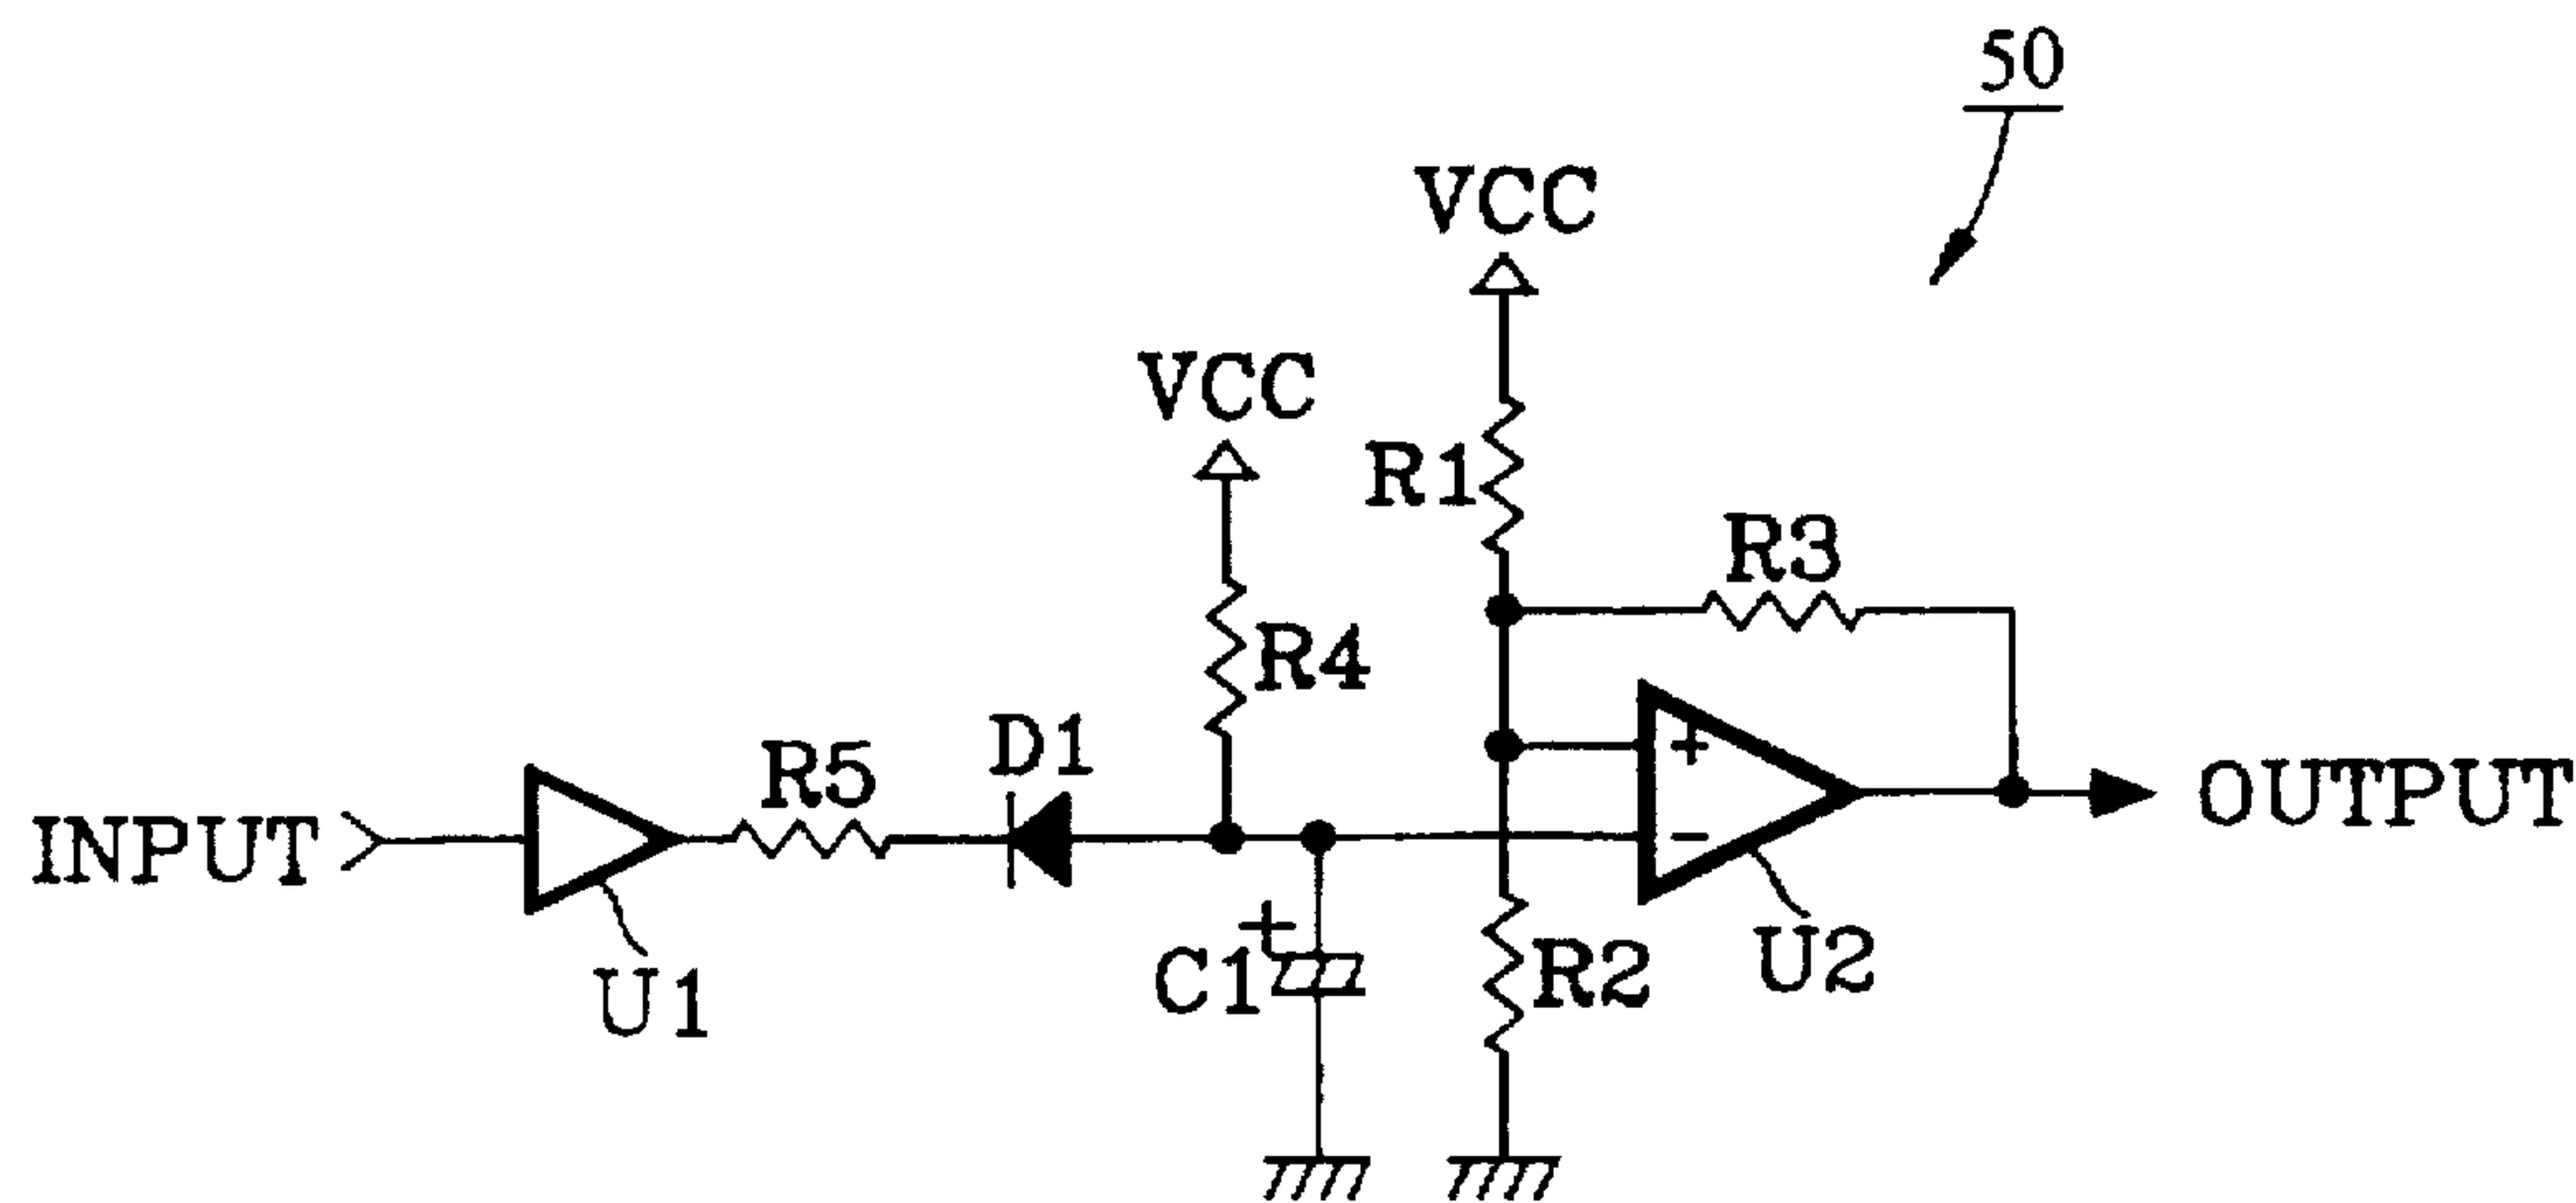 50
VCC
VCC
R1
R3
R4
D1
R5
INPUT
+
-
OUTPUT
+
C1
R2
U2
U1